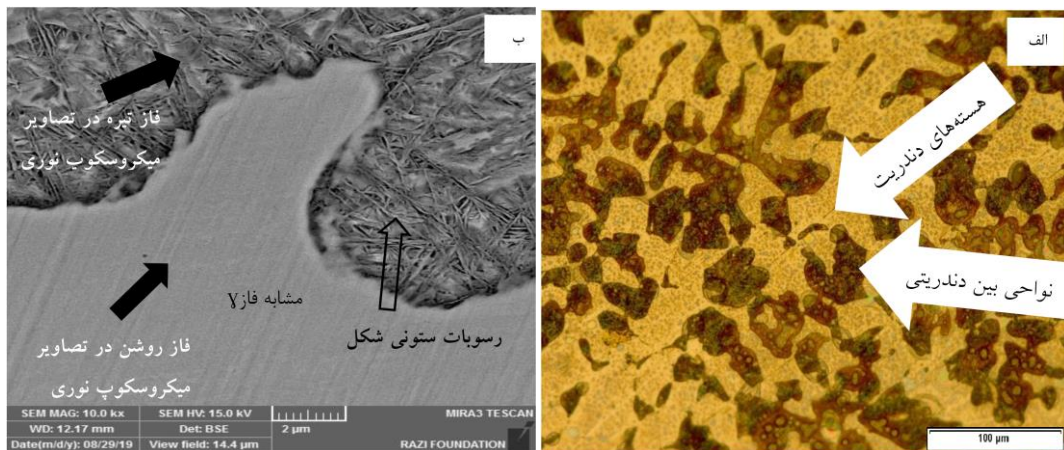 الف
هسته‌های دندریت
نواحی بین دندریتی
100 µm
ب
فاز تیره در تصاویر
میکروسکوپ نوری
مشابه فازɣ
رسوبات ستونی شکل
فاز روشن در تصاویر
میکروسکوپ نوری
SEM MAG: 10.0 kx
SEM HV: 15.0 kV
MIRA3 TESCAN
WD: 12.17 mm
Det: BSE
2 µm
Date(m/d/y): 08/29/19
View field: 14.4 µm
RAZI FOUNDATION